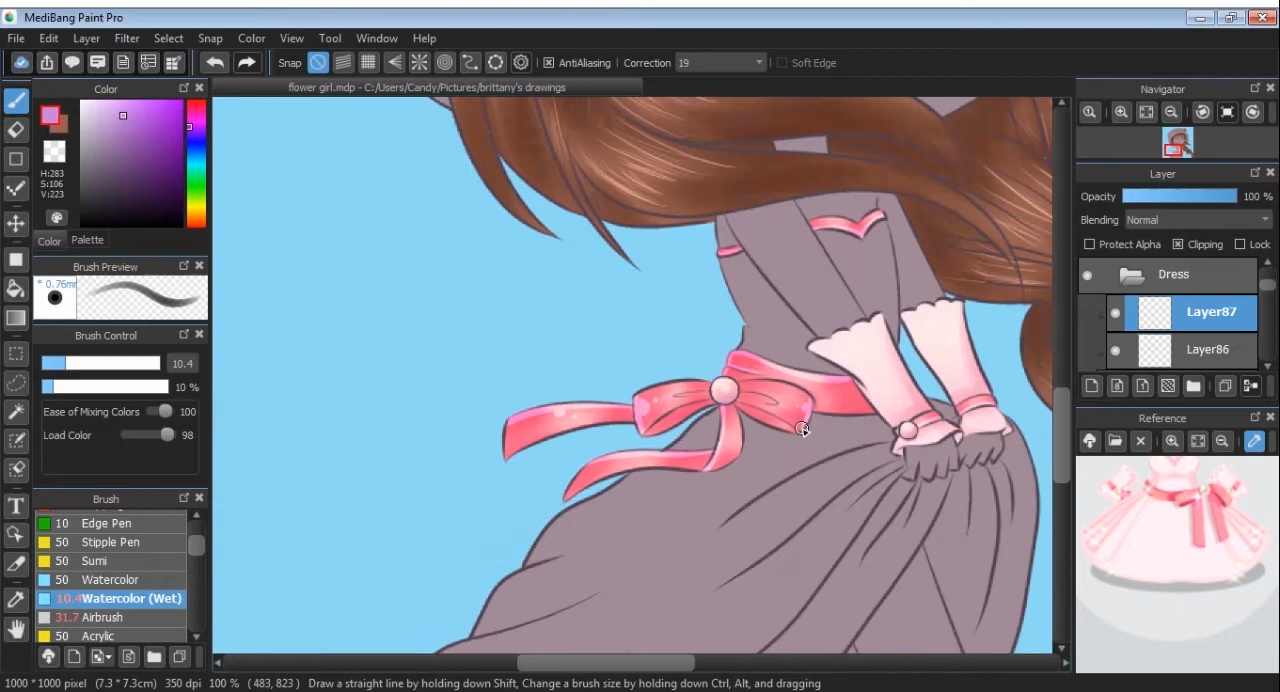 MediBang Paint Pro
File Edit Layer Filter Select Snap Color View Tool Window Help
Snap AntiAliasing Correction 19 Soft Edge
Color
flower girl.mdp - C:/Users/Candy/Pictures/brittany's drawings
H:283
S:106
V:223
Color Palette
Brush Preview
* 0.76m
Brush Control
10.4
10 %
Ease of Mixing Colors 100
Load Color 98
Brush
10 Edge Pen
50 Stipple Pen
50 Sumi
50 Watercolor
10.4 Watercolor (Wet)
31.7 Airbrush
50 Acrylic
Navigator
Layer
Opacity 100 %
Blending Normal
Protect Alpha Clipping Lock
Dress
Layer87
Layer86
Reference
1000 * 1000 pixel (7.3 * 7.3cm) 350 dpi 100 % ( 483, 823 ) Draw a straight line by holding down Shift, Change a brush size by holding down Ctrl, Alt, and dragging